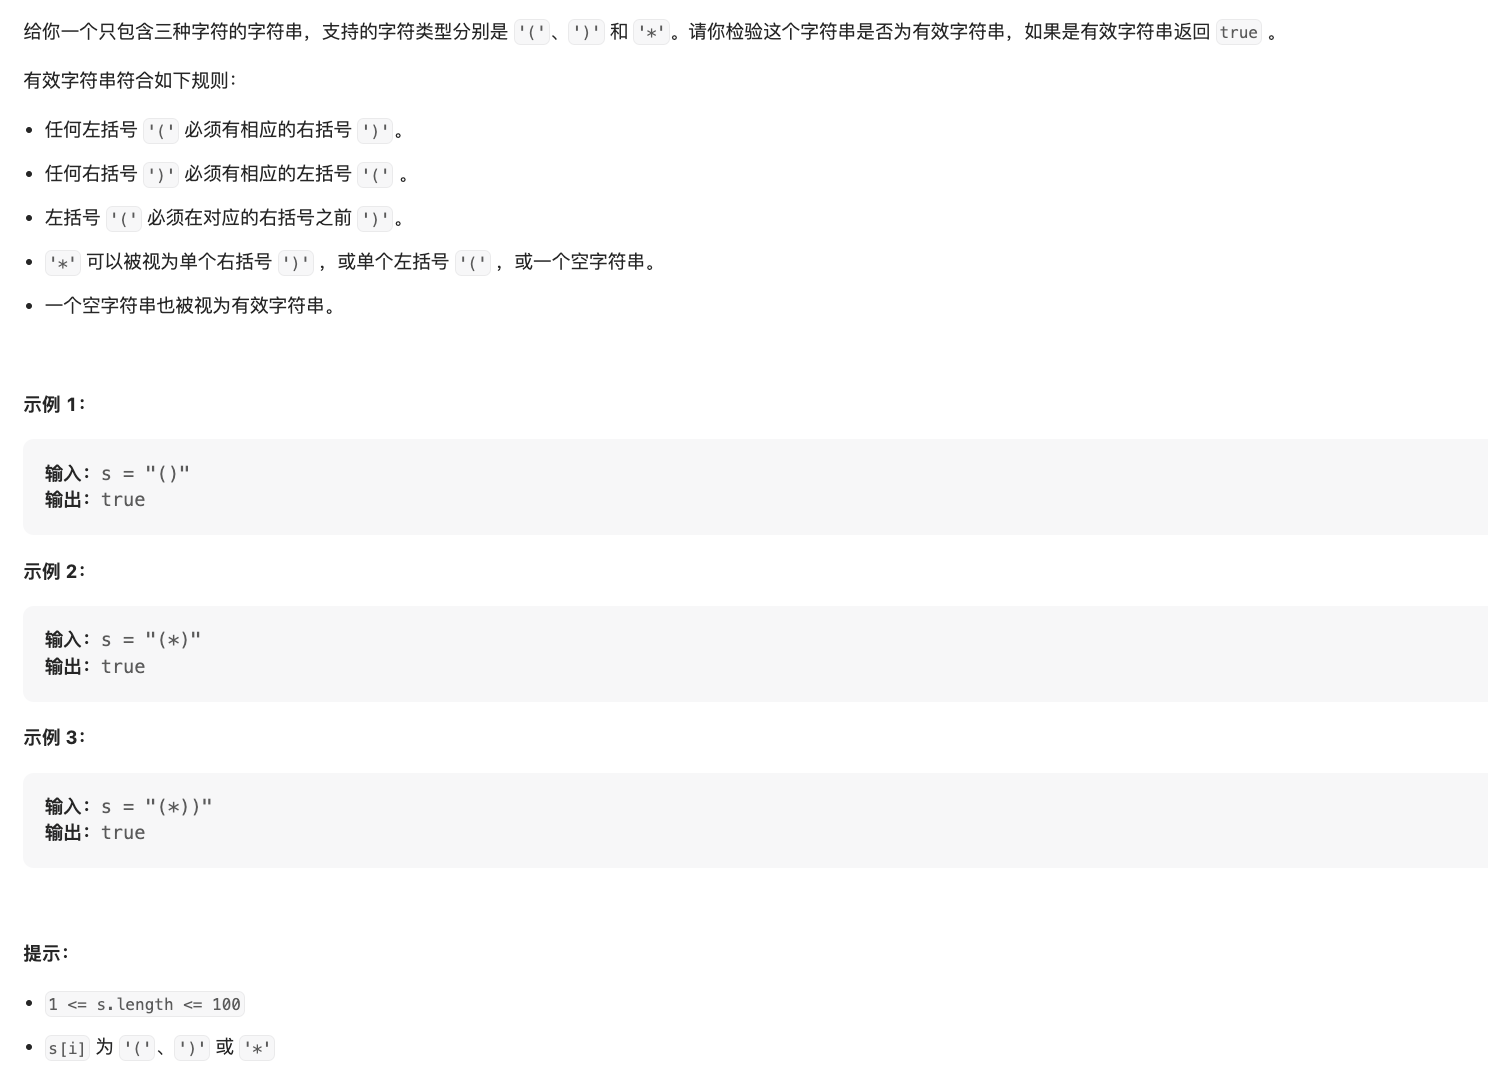 给你一个只包含三种字符的字符串，支持的字符类型分别是 '('、')' 和 '*'。请你检验这个字符串是否为有效字符串，如果是有效字符串返回 true 。
有效字符串符合如下规则：
• 任何左括号 '(' 必须有相应的右括号 ')'。
• 任何右括号 ')' 必须有相应的左括号 '(' 。
• 左括号 '(' 必须在对应的右括号之前 ')'。
• '*' 可以被视为单个右括号 ')' ，或单个左括号 '(' ，或一个空字符串。
• 一个空字符串也被视为有效字符串。
示例 1：
输入：s = "()"
输出：true
示例 2：
输入：s = "(*)"
输出：true
示例 3：
输入：s = "(*))"
输出：true
提示：
• 1 <= s.length <= 100
• s[i] 为 '('、')' 或 '*'